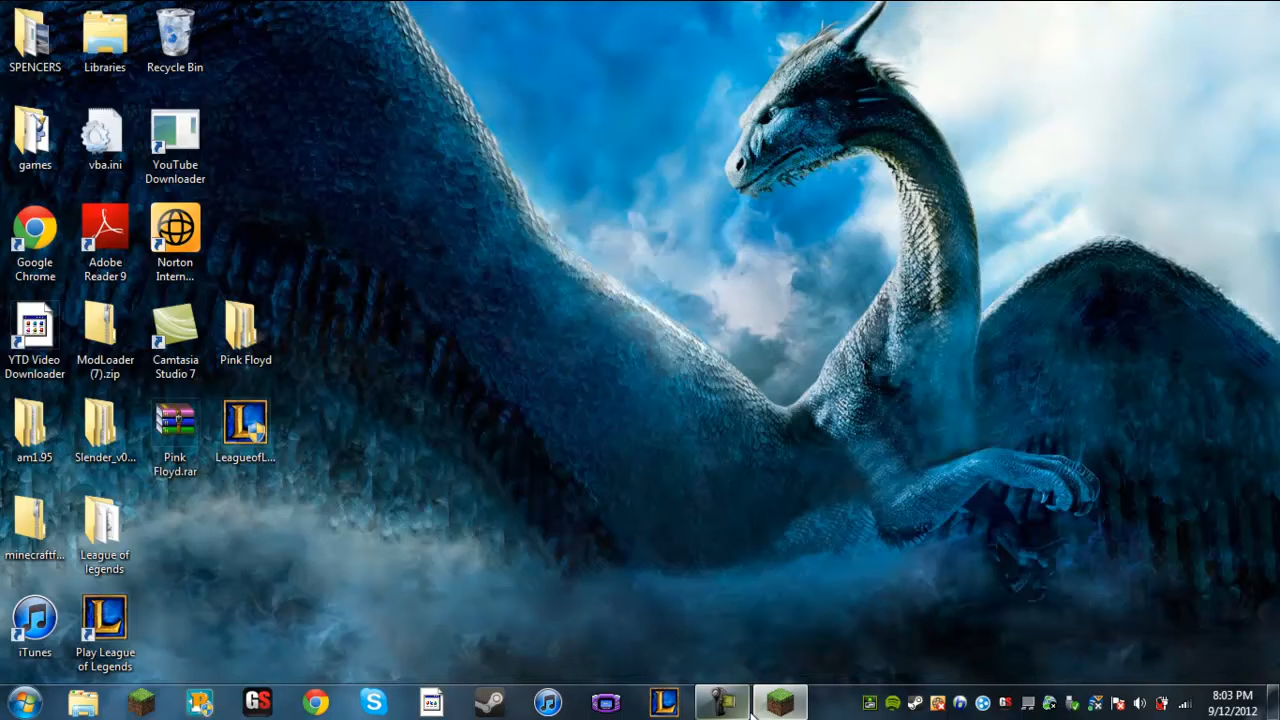 SPENCERS
Libraries
Recycle Bin
games
vba.ini
YouTube
Downloader
Google
Chrome
Adobe
Reader 9
Norton
Intern...
YTD Video
Downloader
ModLoader
(7).zip
Camtasia
Studio 7
Pink Floyd
am1.95
Slender_v0...
Pink
Floyd.rar
LeagueofL...
minecraftf...
League of
legends
iTunes
Play League
of Legends
GS
GS
8:03 PM
9/12/2012